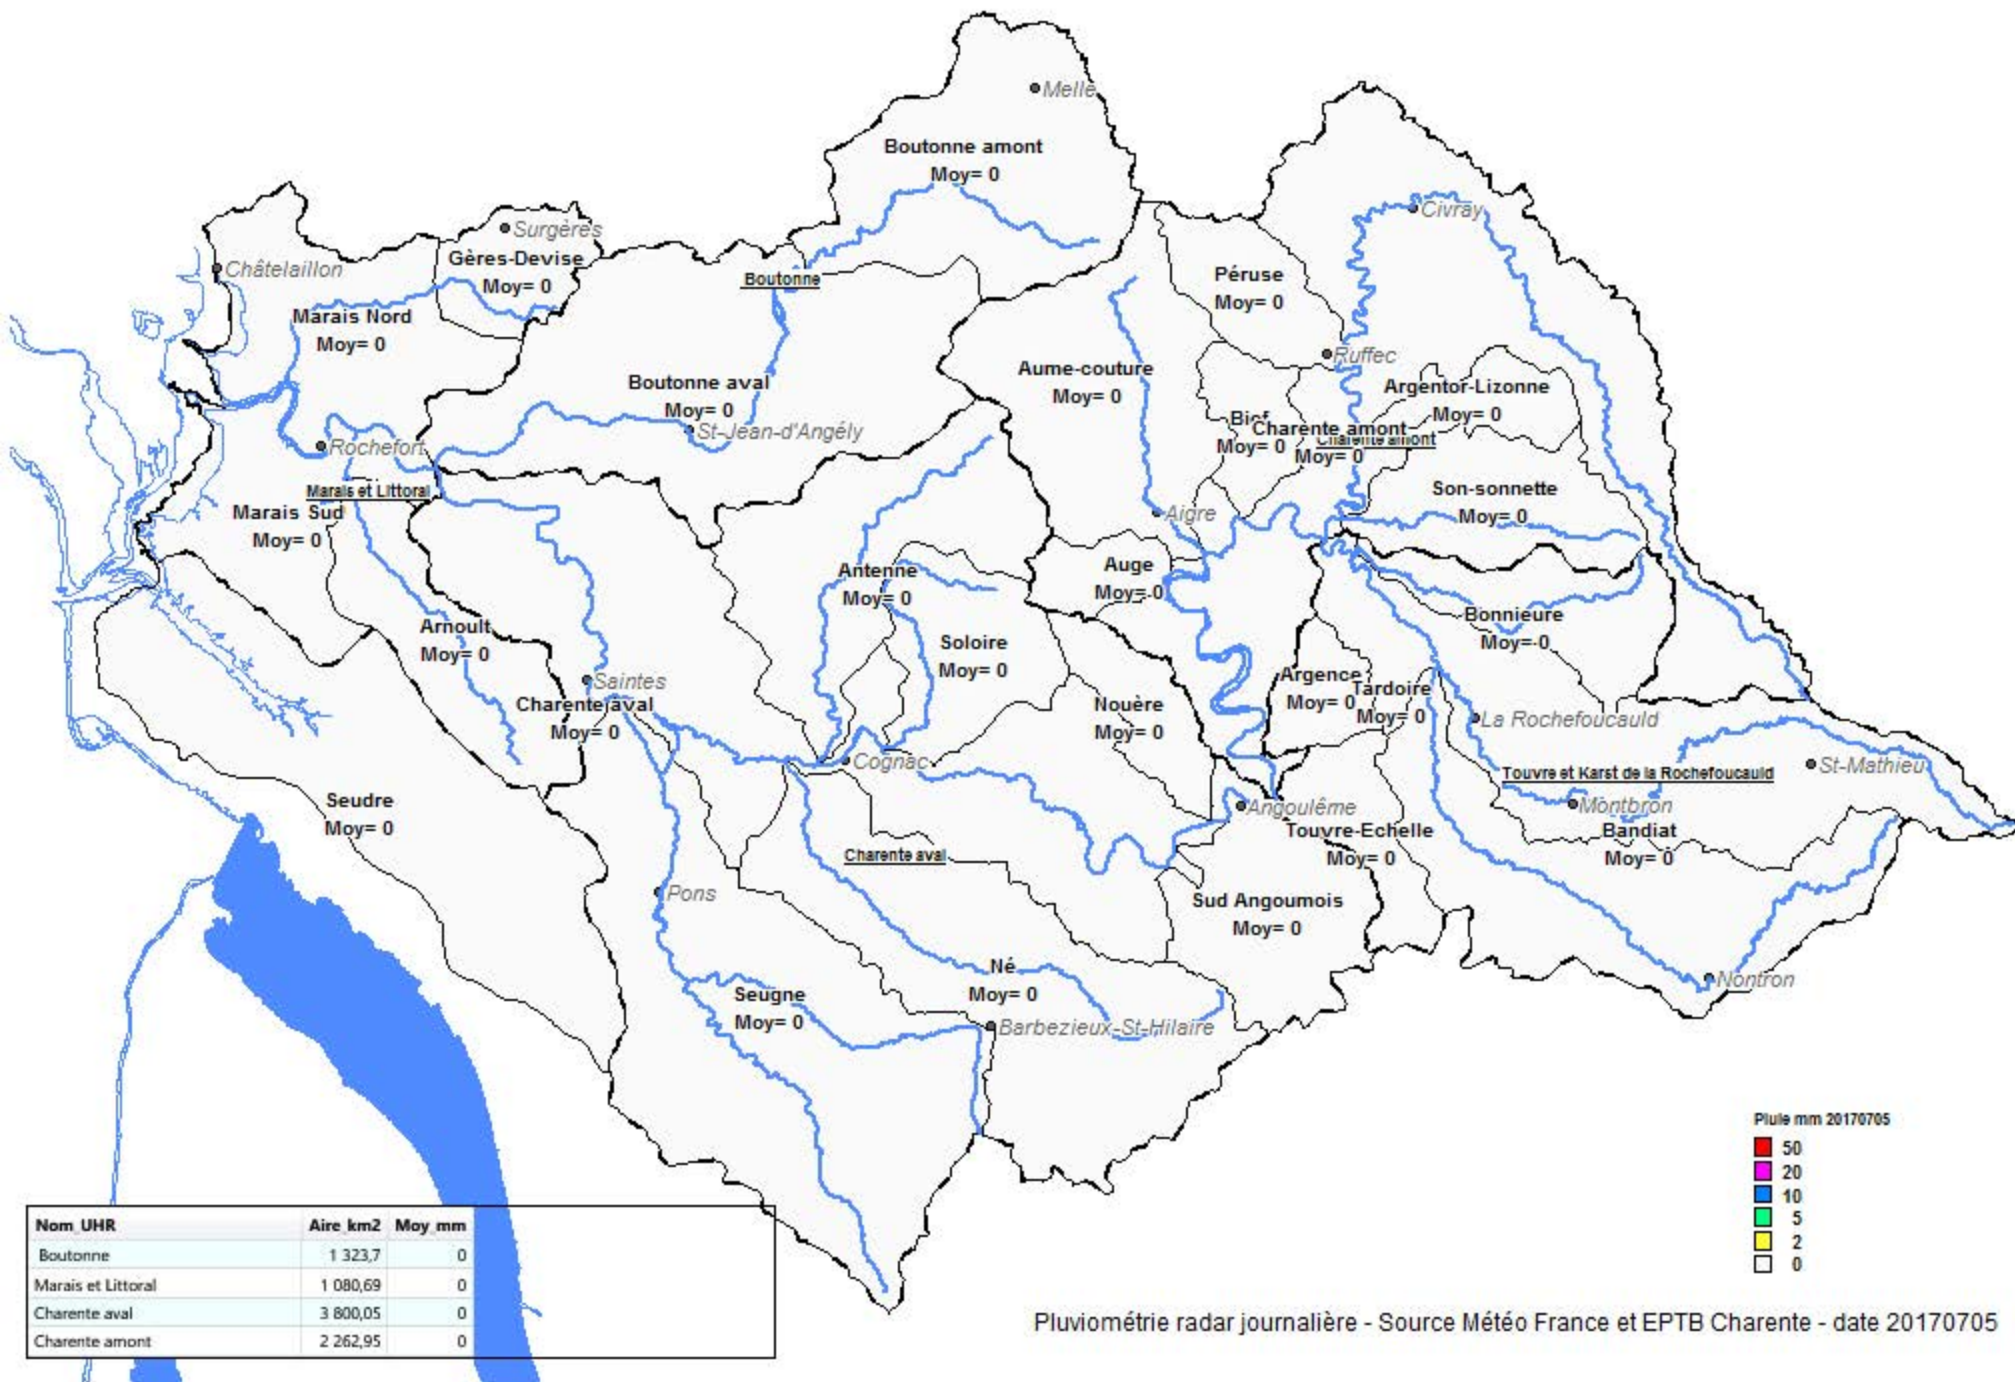 Melle
Boutonne amont
Moy= 0
Civray
Surgères
Gères-Devise
Moy= 0
Châtelaillon
Boutonne
Péruse
Moy= 0
Marais Nord
Moy= 0
Ruffec
Aume-couture
Moy= 0
Boutonne aval
Moy= 0
Argentor-Lizonne
Moy= 0
St-Jean-d'Angély
Bief
Moy= 0
Charente amont
Charente amont
Moy= 0
Rochefort
Marais et Littoral
Marais Sud
Moy= 0
Son-sonnette
Moy= 0
Aigre
Antenne
Moy= 0
Auge
Moy= 0
Bonnieure
Moy= 0
Arnoult
Moy= 0
Soloire
Moy= 0
Saintes
Charente aval
Moy= 0
Nouère
Moy= 0
Argence
Moy= 0
Tardoire
Moy= 0
La Rochefoucauld
Cognac
Touvre et Karst de la Rochefoucauld
St-Mathieu
Seudre
Moy= 0
Angoulême
Montbron
Touvre-Echelle
Moy= 0
Bandiat
Moy= 0
Charente aval
Pons
Sud Angoumois
Moy= 0
Né
Moy= 0
Nontron
Seugne
Moy= 0
Barbezieux-St-Hilaire
Pluie mm 20170705
50
20
10
5
2
0
Nom_UHR Aire_km2 Moy_mm
Boutonne 1 323,7 0
Marais et Littoral 1 080,69 0
Charente aval 3 800,05 0
Charente amont 2 262,95 0
Pluviométrie radar journalière - Source Météo France et EPTB Charente - date 20170705